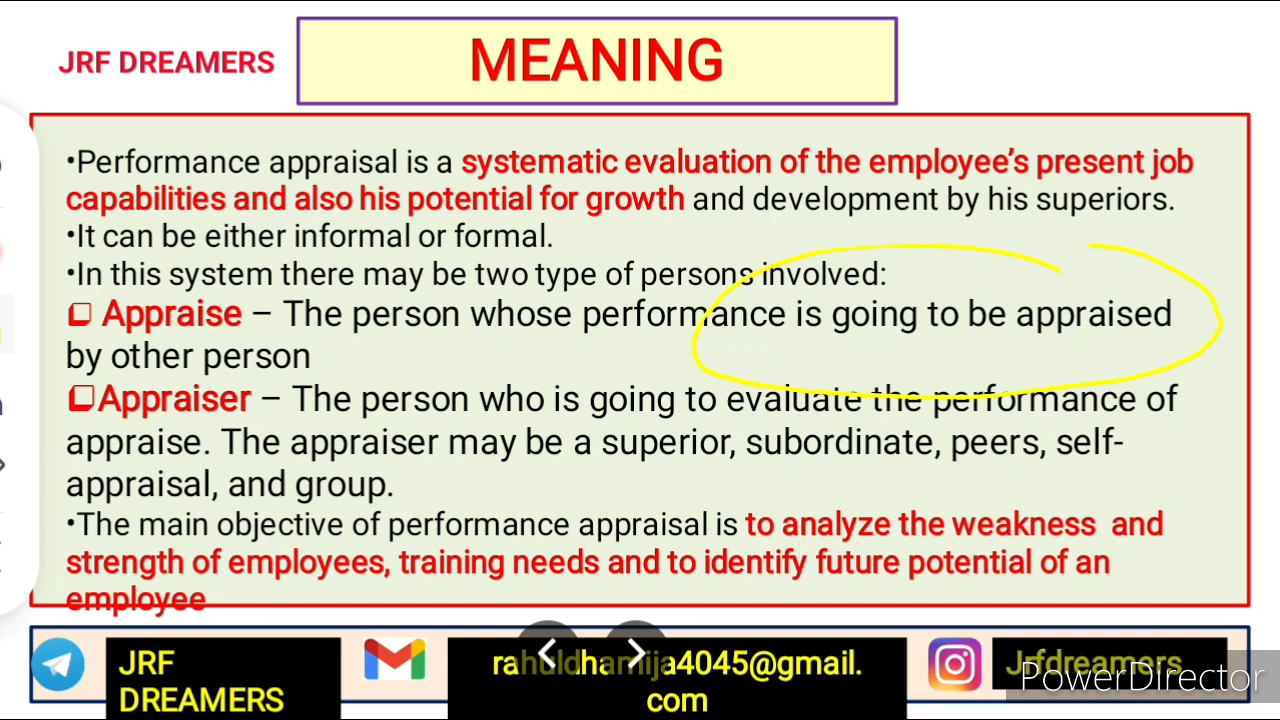 JRF DREAMERS
MEANING
•Performance appraisal is a systematic evaluation of the employee's present job
capabilities and also his potential for growth and development by his superiors.
•It can be either informal or formal.
•In this system there may be two type of persons involved:
❑ Appraise – The person whose performance is going to be appraised
by other person
❑Appraiser – The person who is going to evaluate the performance of
appraise. The appraiser may be a superior, subordinate, peers, self-
appraisal, and group.
•The main objective of performance appraisal is to analyze the weakness and
strength of employees, training needs and to identify future potential of an
employee
JRF
DREAMERS
rahuldhamija4045@gmail.
com
Jrfdreamers
PowerDirector